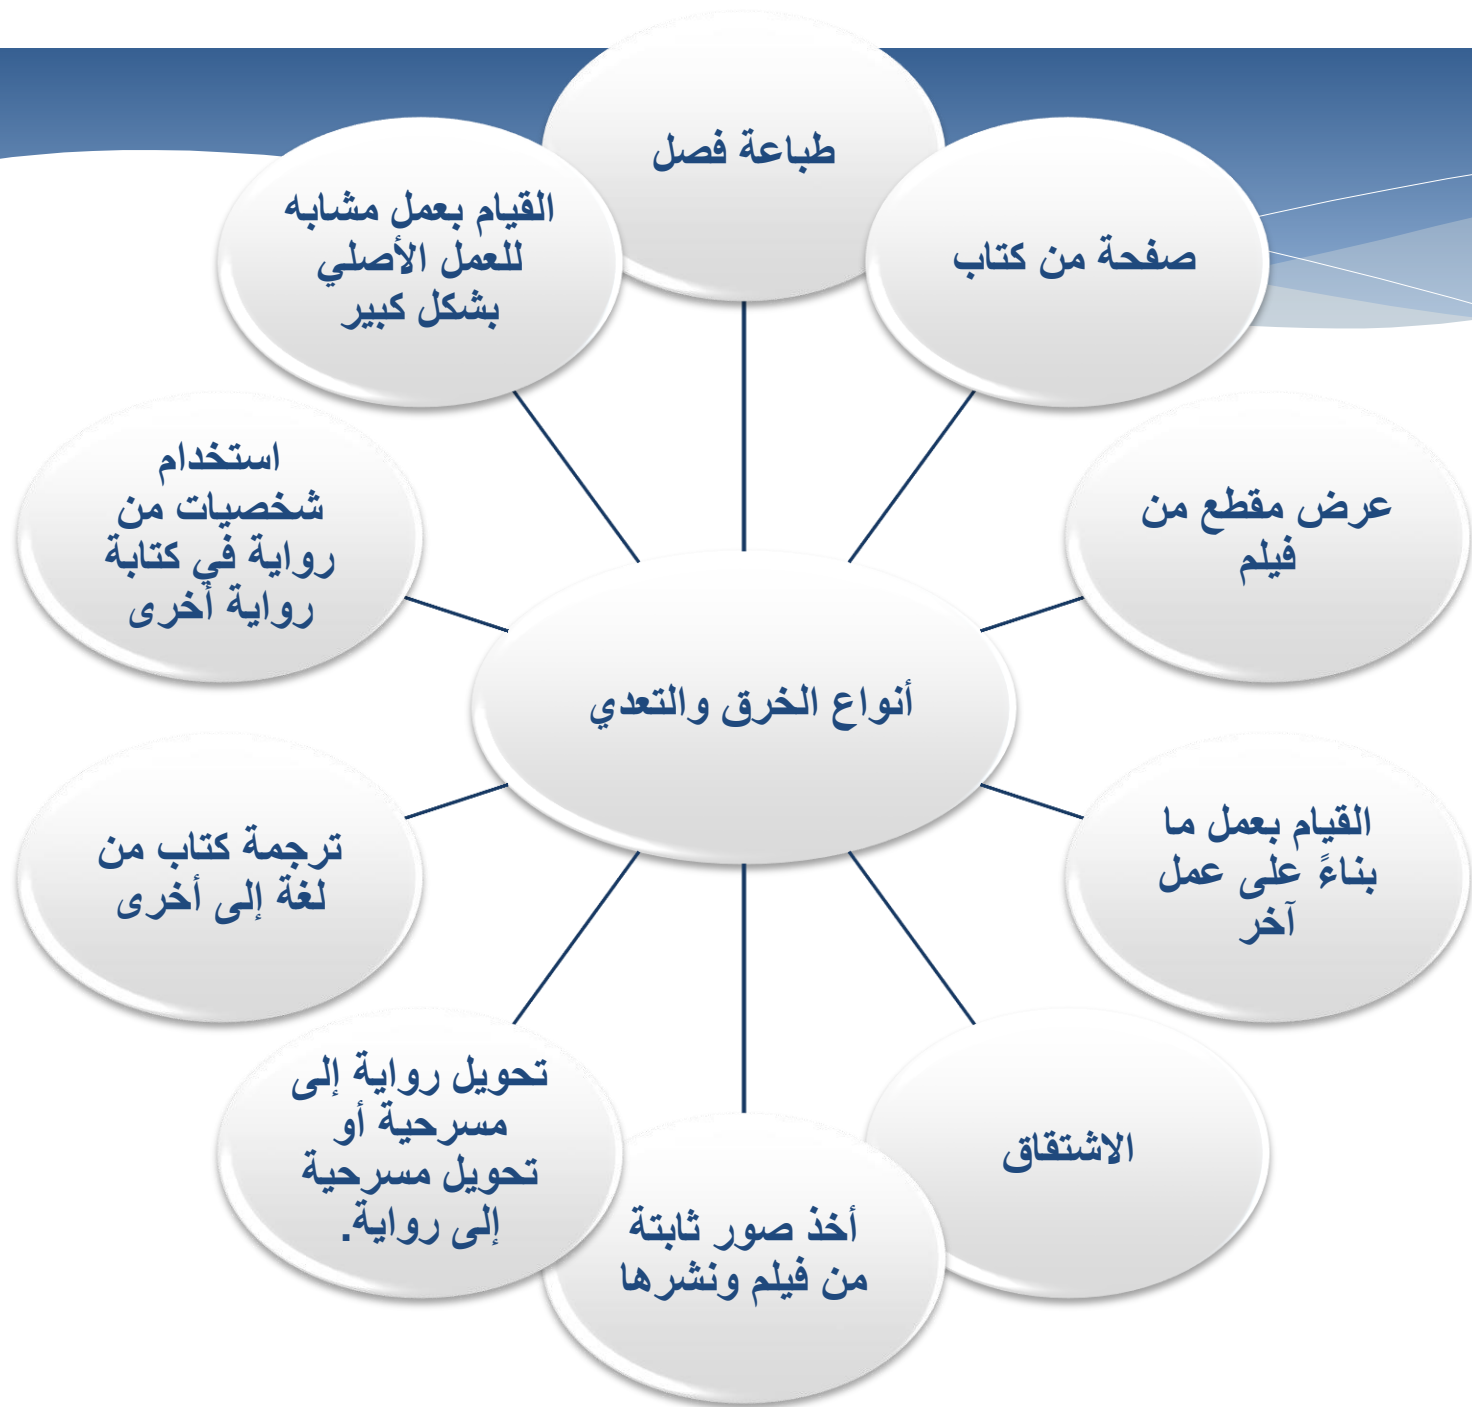 طباعة فصل
صفحة من كتاب
عرض مقطع من
فيلم
القيام بعمل ما
بناءً على عمل
آخر
الاشتقاق
أخذ صور ثابتة
من فيلم ونشرها
تحويل رواية إلى
مسرحية أو
تحويل مسرحية
إلى رواية.
ترجمة كتاب من
لغة إلى أخرى
استخدام
شخصيات من
رواية في كتابة
رواية أخرى
القيام بعمل مشابه
للعمل الأصلي
بشكل كبير
أنواع الخرق والتعدي